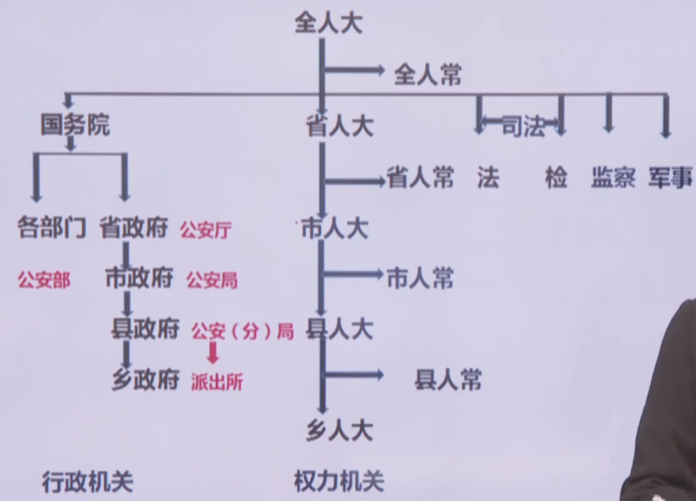 全人大
全人常
国务院
省人大
司法
省人常 法 检 监察 军事
各部门 省政府 公安厅 市人大
公安部 市政府 公安局 市人常
县政府 公安（分）局 县人大
乡政府 派出所 县人常
乡人大
行政机关 权力机关